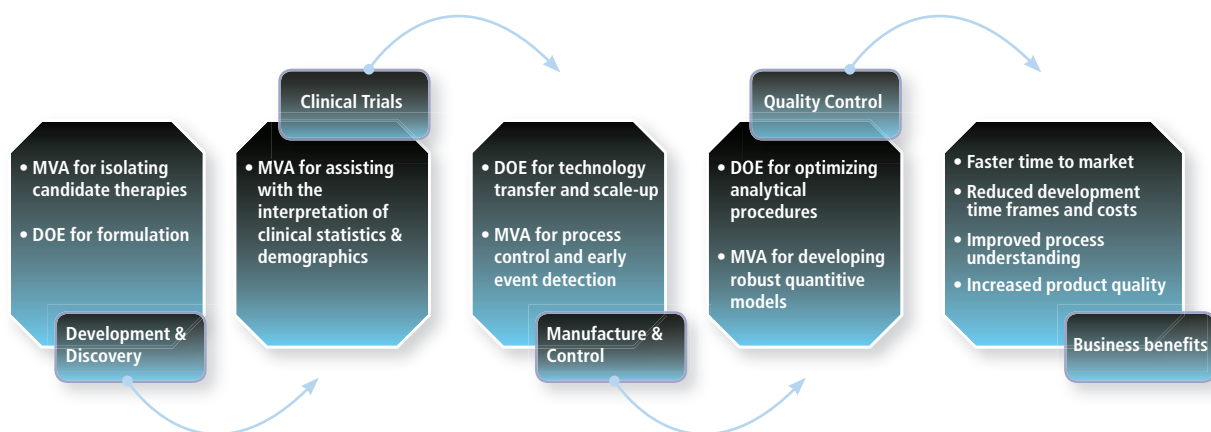 • MVA for isolating
candidate therapies
• DOE for formulation
Development &
Discovery
Clinical Trials
• MVA for assisting
with the
interpretation of
clinical statistics &
demographics
• DOE for technology
transfer and scale-up
• MVA for process
control and early
event detection
Manufacture &
Control
Quality Control
• DOE for optimizing
analytical
procedures
• MVA for developing
robust quantitive
models
• Faster time to market
• Reduced development
time frames and costs
• Improved process
understanding
• Increased product quality
Business benefits